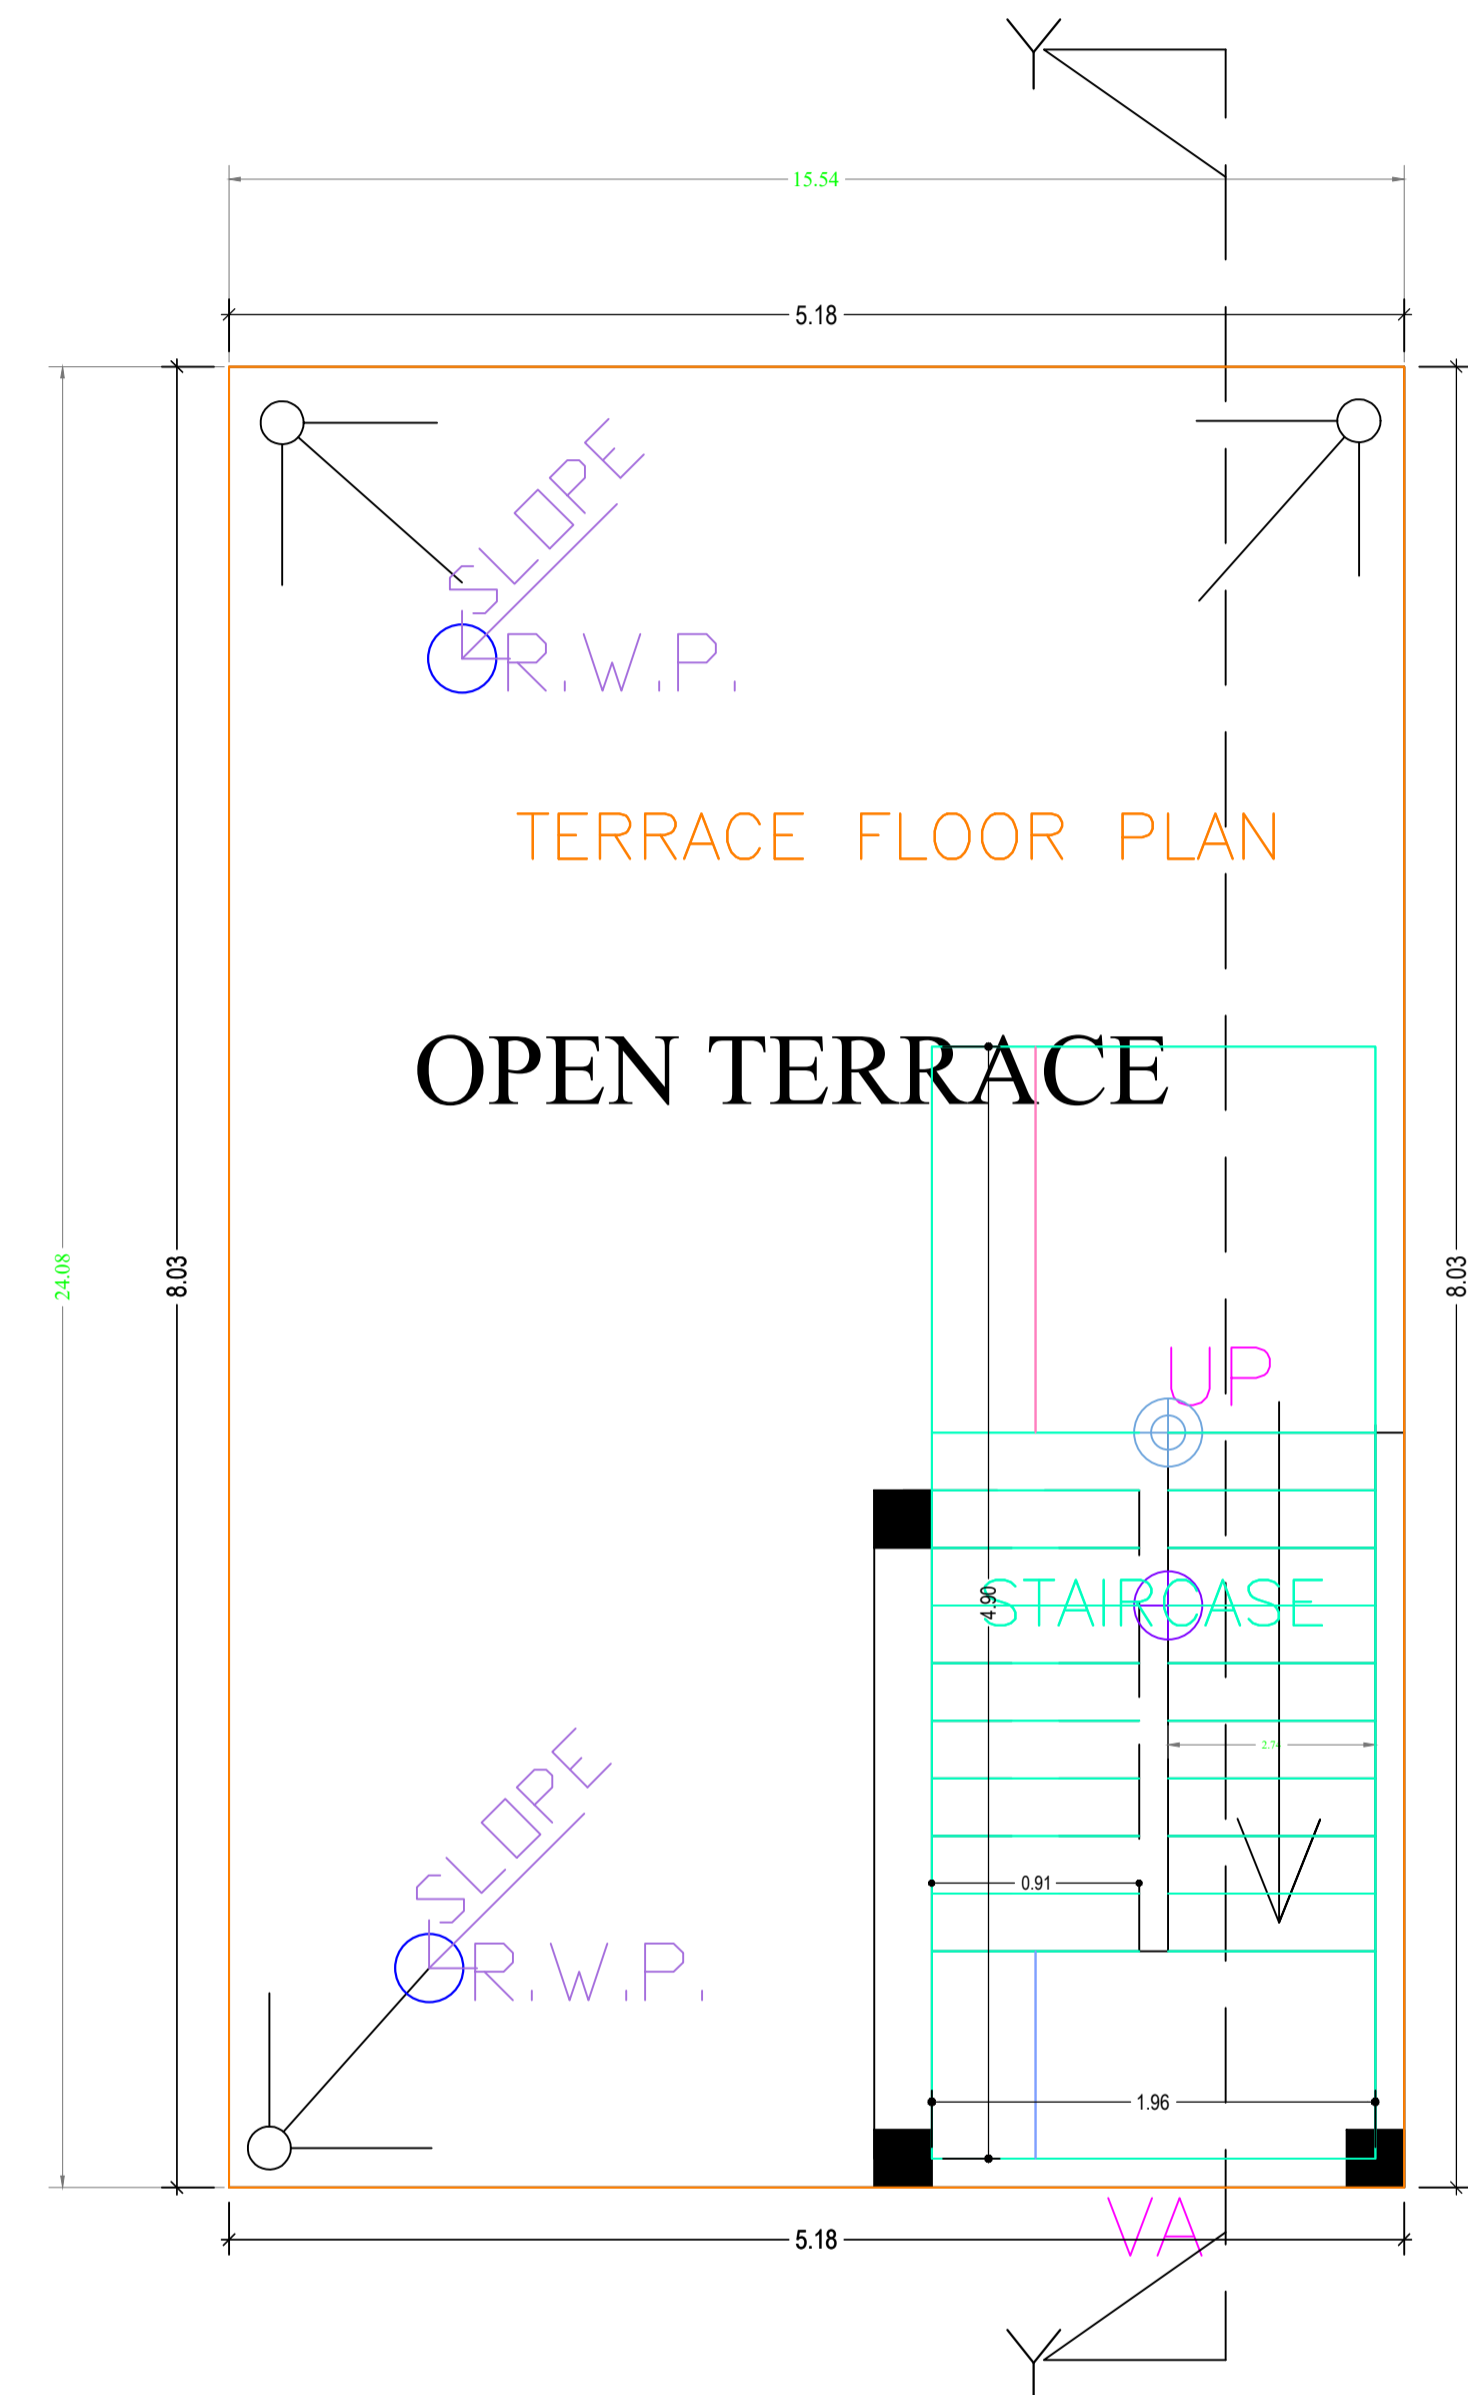 Y
15.54
5.18
SLOPE
R.W.P.
TERRACE FLOOR PLAN
OPEN TERRACE
24.08
8.03
8.03
UP
STAIRCASE
4.90
0.91
SLOPE
R.W.P.
1.96
VA
5.18
Y